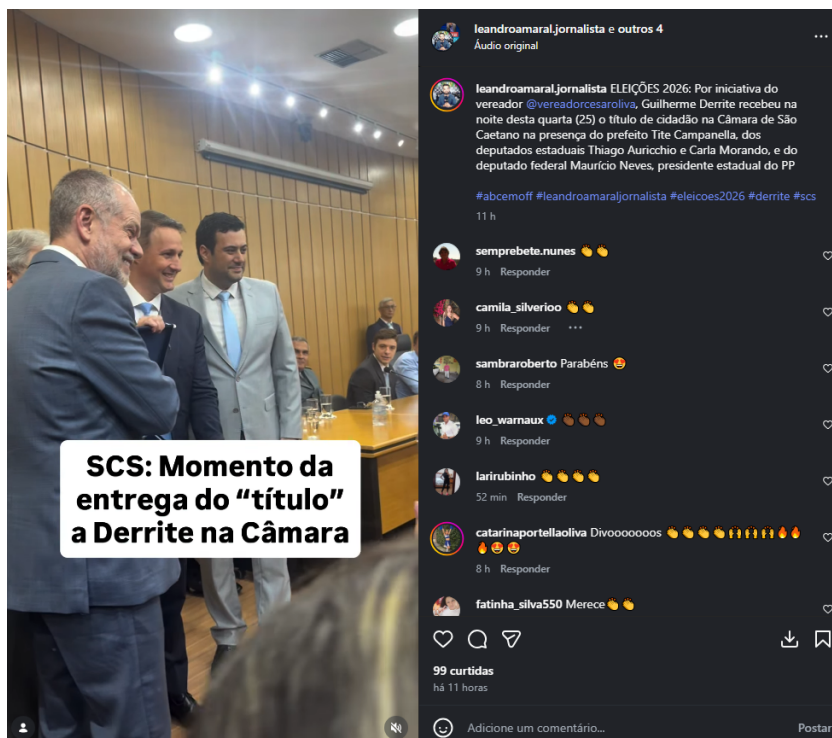 SCS: Momento da
entrega do “título”
a Derrite na Câmara
leandroamaral.jornalista e outros 4
Áudio original
leandroamaral.jornalista ELEIÇÕES 2026: Por iniciativa do
vereador @vereadorcesaroliva, Guilherme Derrite recebeu na
noite desta quarta (25) o título de cidadão na Câmara de São
Caetano na presença do prefeito Tite Campanella, dos
deputados estaduais Thiago Auricchio e Carla Morando, e do
deputado federal Maurício Neves, presidente estadual do PP
#abcemoff #leandroamaraljornalista #eleicoes2026 #derrite #scs
11 h
semprebete.nunes 👏👏
9 h Responder
camila_silverioo 👏👏
9 h Responder
sambraroberto Parabéns 🤩
8 h Responder
leo_warnaux 👏🏾👏🏾👏🏾
9 h Responder
larirubinho 👏👏👏👏
52 min Responder
catarinaportellaoliva Divooooooos 👏👏👏👏🙌🙌🙌🔥🔥
🔥🤩🤩
8 h Responder
fatinha_silva550 Merece👏👏
99 curtidas
há 11 horas
Adicione um comentário...
Postar